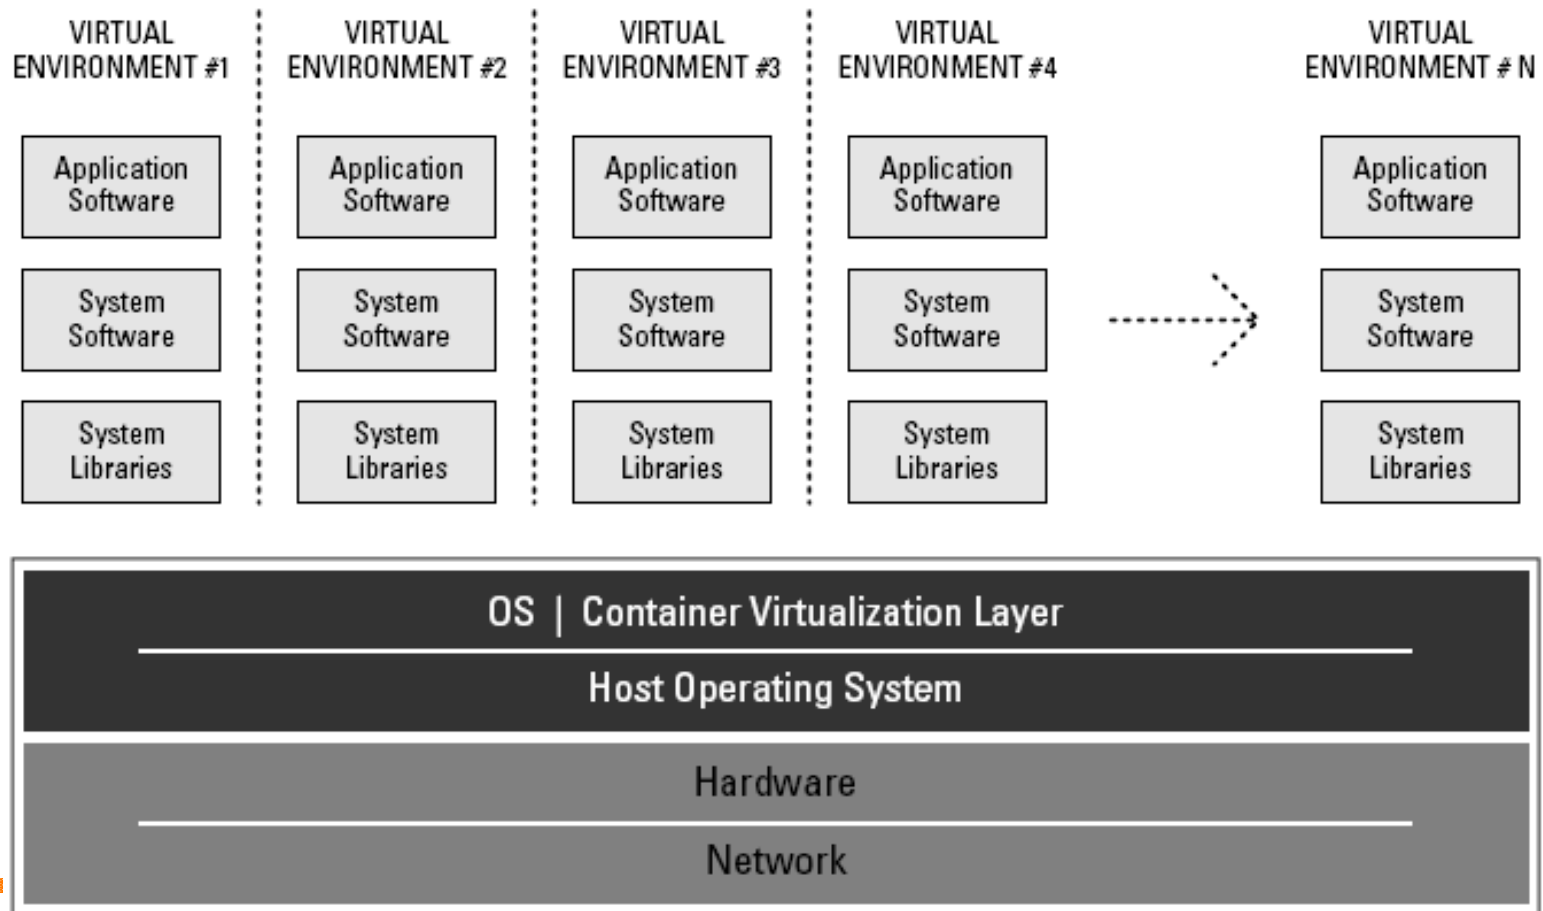 VIRTUAL
ENVIRONMENT #1
VIRTUAL
ENVIRONMENT #2
VIRTUAL
ENVIRONMENT #3
VIRTUAL
ENVIRONMENT #4
VIRTUAL
ENVIRONMENT # N
Application
Software
Application
Software
Application
Software
Application
Software
Application
Software
System
Software
System
Software
System
Software
System
Software
System
Software
System
Libraries
System
Libraries
System
Libraries
System
Libraries
System
Libraries
OS | Container Virtualization Layer
Host Operating System
Hardware
Network